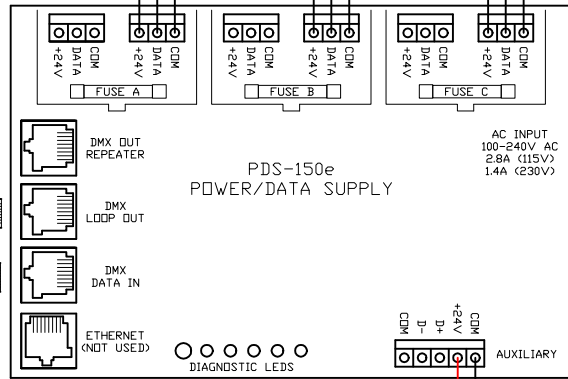 +24V DATA COM +24V DATA COM
FUSE A
+24V DATA COM +24V DATA COM
FUSE B
+24V DATA COM +24V DATA COM
FUSE C
DMX OUT
REPEATER
DMX
LOOP OUT
DMX
DATA IN
ETHERNET
(NOT USED)
PDS-150e
POWER/DATA SUPPLY
AC INPUT
100-240V AC
2.8A (115V)
1.4A (230V)
DIAGNOSTIC LEDS
COM D- D+ +24V COM
AUXILIARY